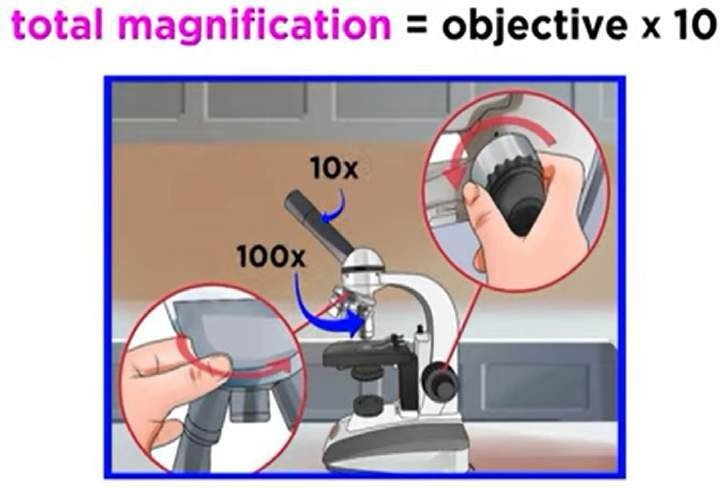 total magnification = objective x 10
10x
100x